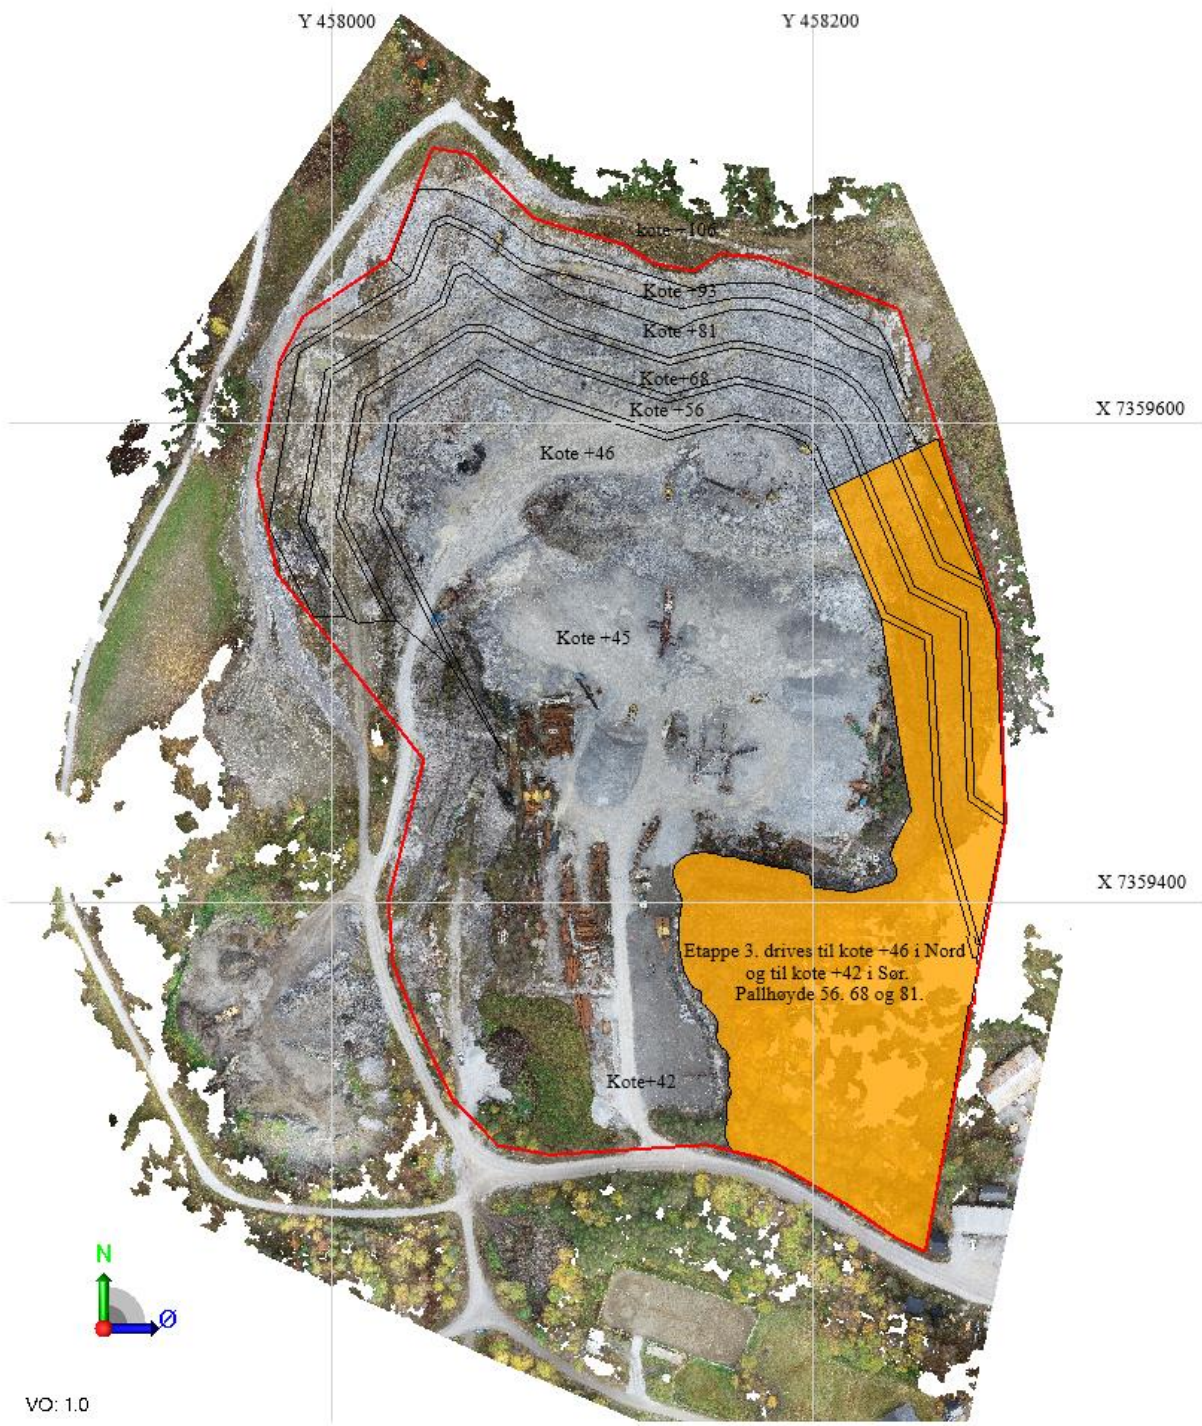 Y 458000
Y 458200
kote +106
Kote +93
Kote +81
Kote+68
Kote +56
X 7359600
Kote +46
Kote +45
X 7359400
Etappe 3. drives til kote +46 i Nord
og til kote +42 i Sør.
Pallhøyde 56. 68 og 81.
Kote+42
N
Ø
VO: 1.0